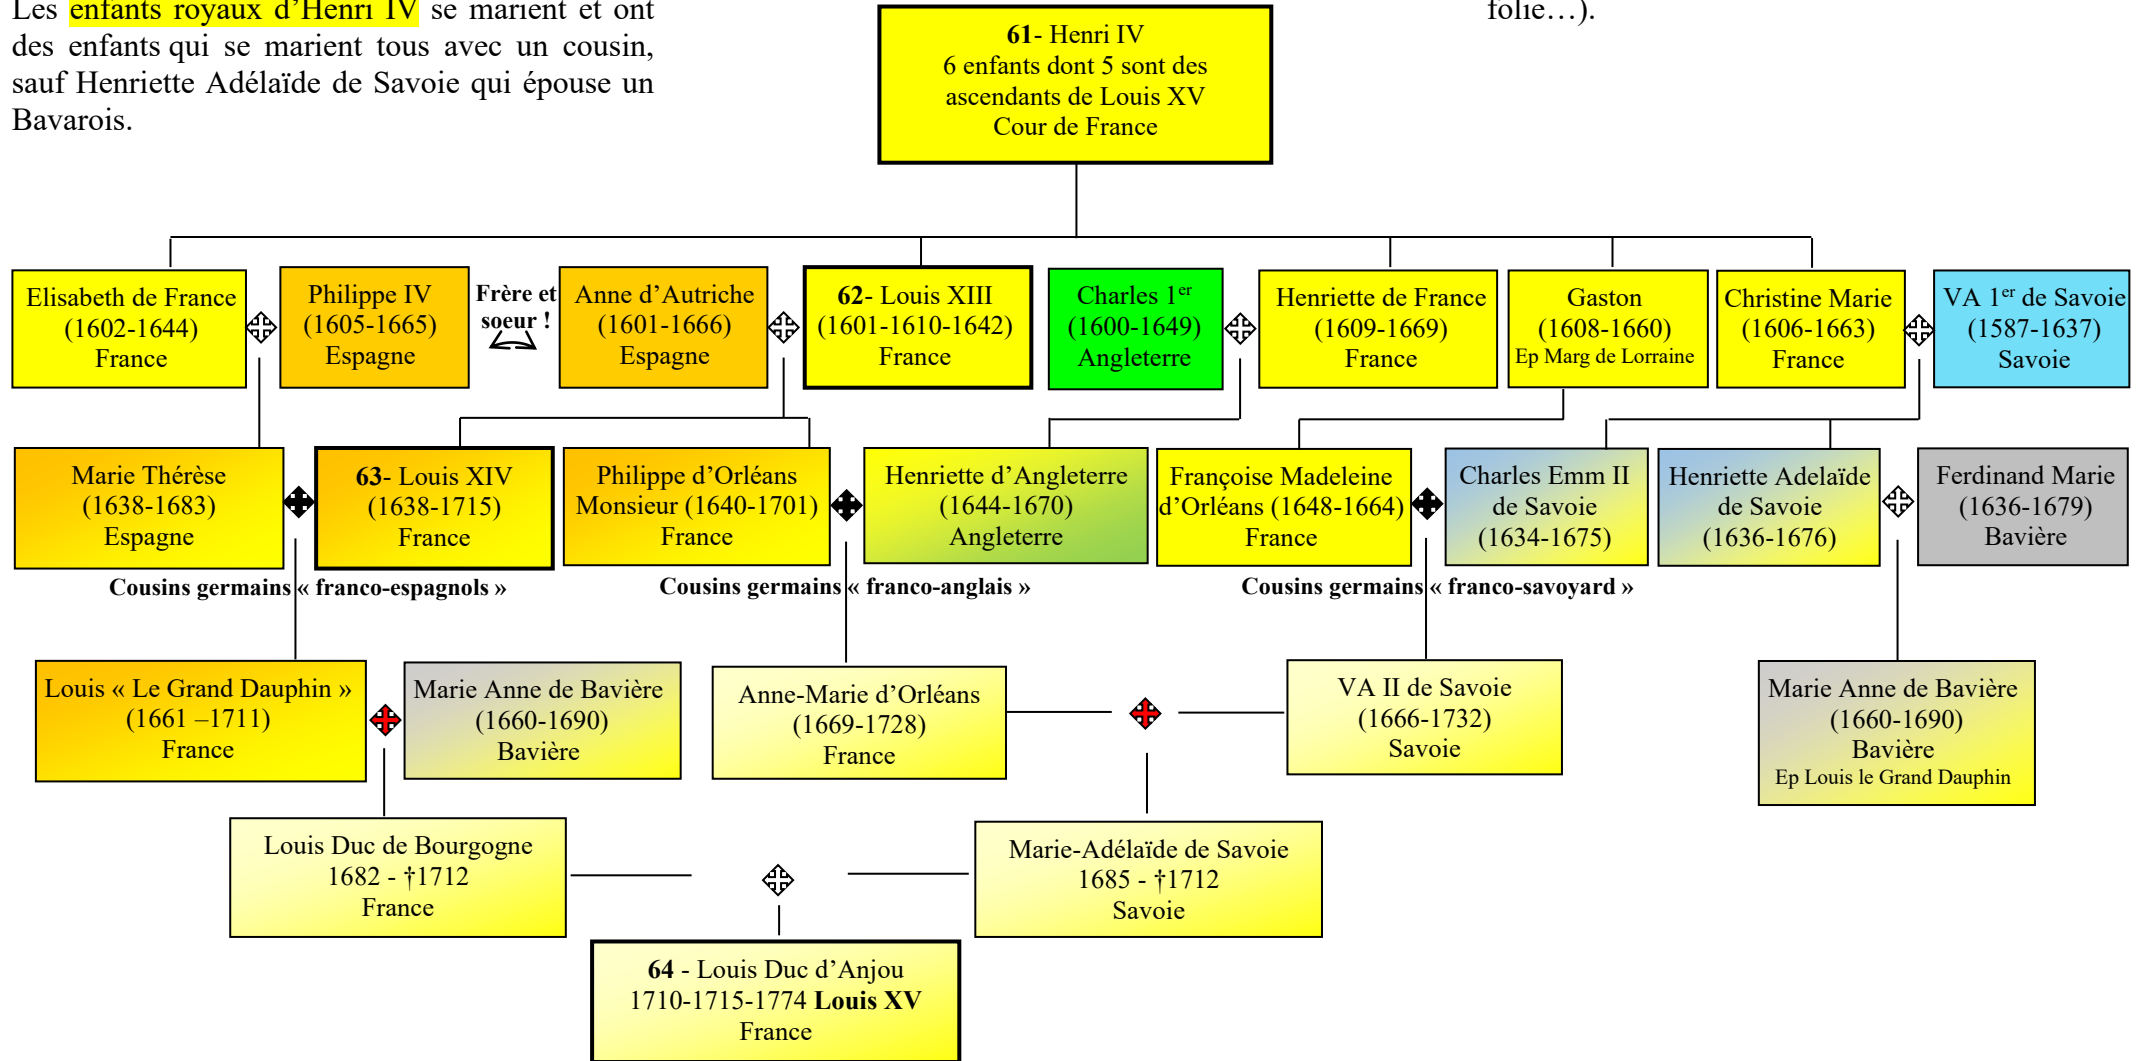 Les enfants royaux d'Henri IV se marient et ont
des enfants qui se marient tous avec un cousin,
sauf Henriette Adélaïde de Savoie qui épouse un
Bavarois.
folie…).
61- Henri IV
6 enfants dont 5 sont des
ascendants de Louis XV
Cour de France
Elisabeth de France
(1602-1644)
France
Philippe IV
(1605-1665)
Espagne
Frère et
soeur !
Anne d'Autriche
(1601-1666)
Espagne
62- Louis XIII
(1601-1610-1642)
France
Charles 1er
(1600-1649)
Angleterre
Henriette de France
(1609-1669)
France
Gaston
(1608-1660)
Ep Marg de Lorraine
Christine Marie
(1606-1663)
France
VA 1er de Savoie
(1587-1637)
Savoie
Marie Thérèse
(1638-1683)
Espagne
63- Louis XIV
(1638-1715)
France
Philippe d'Orléans
Monsieur (1640-1701)
France
Henriette d'Angleterre
(1644-1670)
Angleterre
Françoise Madeleine
d'Orléans (1648-1664)
France
Charles Emm II
de Savoie
(1634-1675)
Henriette Adelaïde
de Savoie
(1636-1676)
Ferdinand Marie
(1636-1679)
Bavière
Cousins germains « franco-espagnols »
Cousins germains « franco-anglais »
Cousins germains « franco-savoyard »
Louis « Le Grand Dauphin »
(1661 –1711)
France
Marie Anne de Bavière
(1660-1690)
Bavière
Anne-Marie d'Orléans
(1669-1728)
France
VA II de Savoie
(1666-1732)
Savoie
Marie Anne de Bavière
(1660-1690)
Bavière
Ep Louis le Grand Dauphin
Louis Duc de Bourgogne
1682 - †1712
France
Marie-Adélaïde de Savoie
1685 - †1712
Savoie
64 - Louis Duc d'Anjou
1710-1715-1774 Louis XV
France